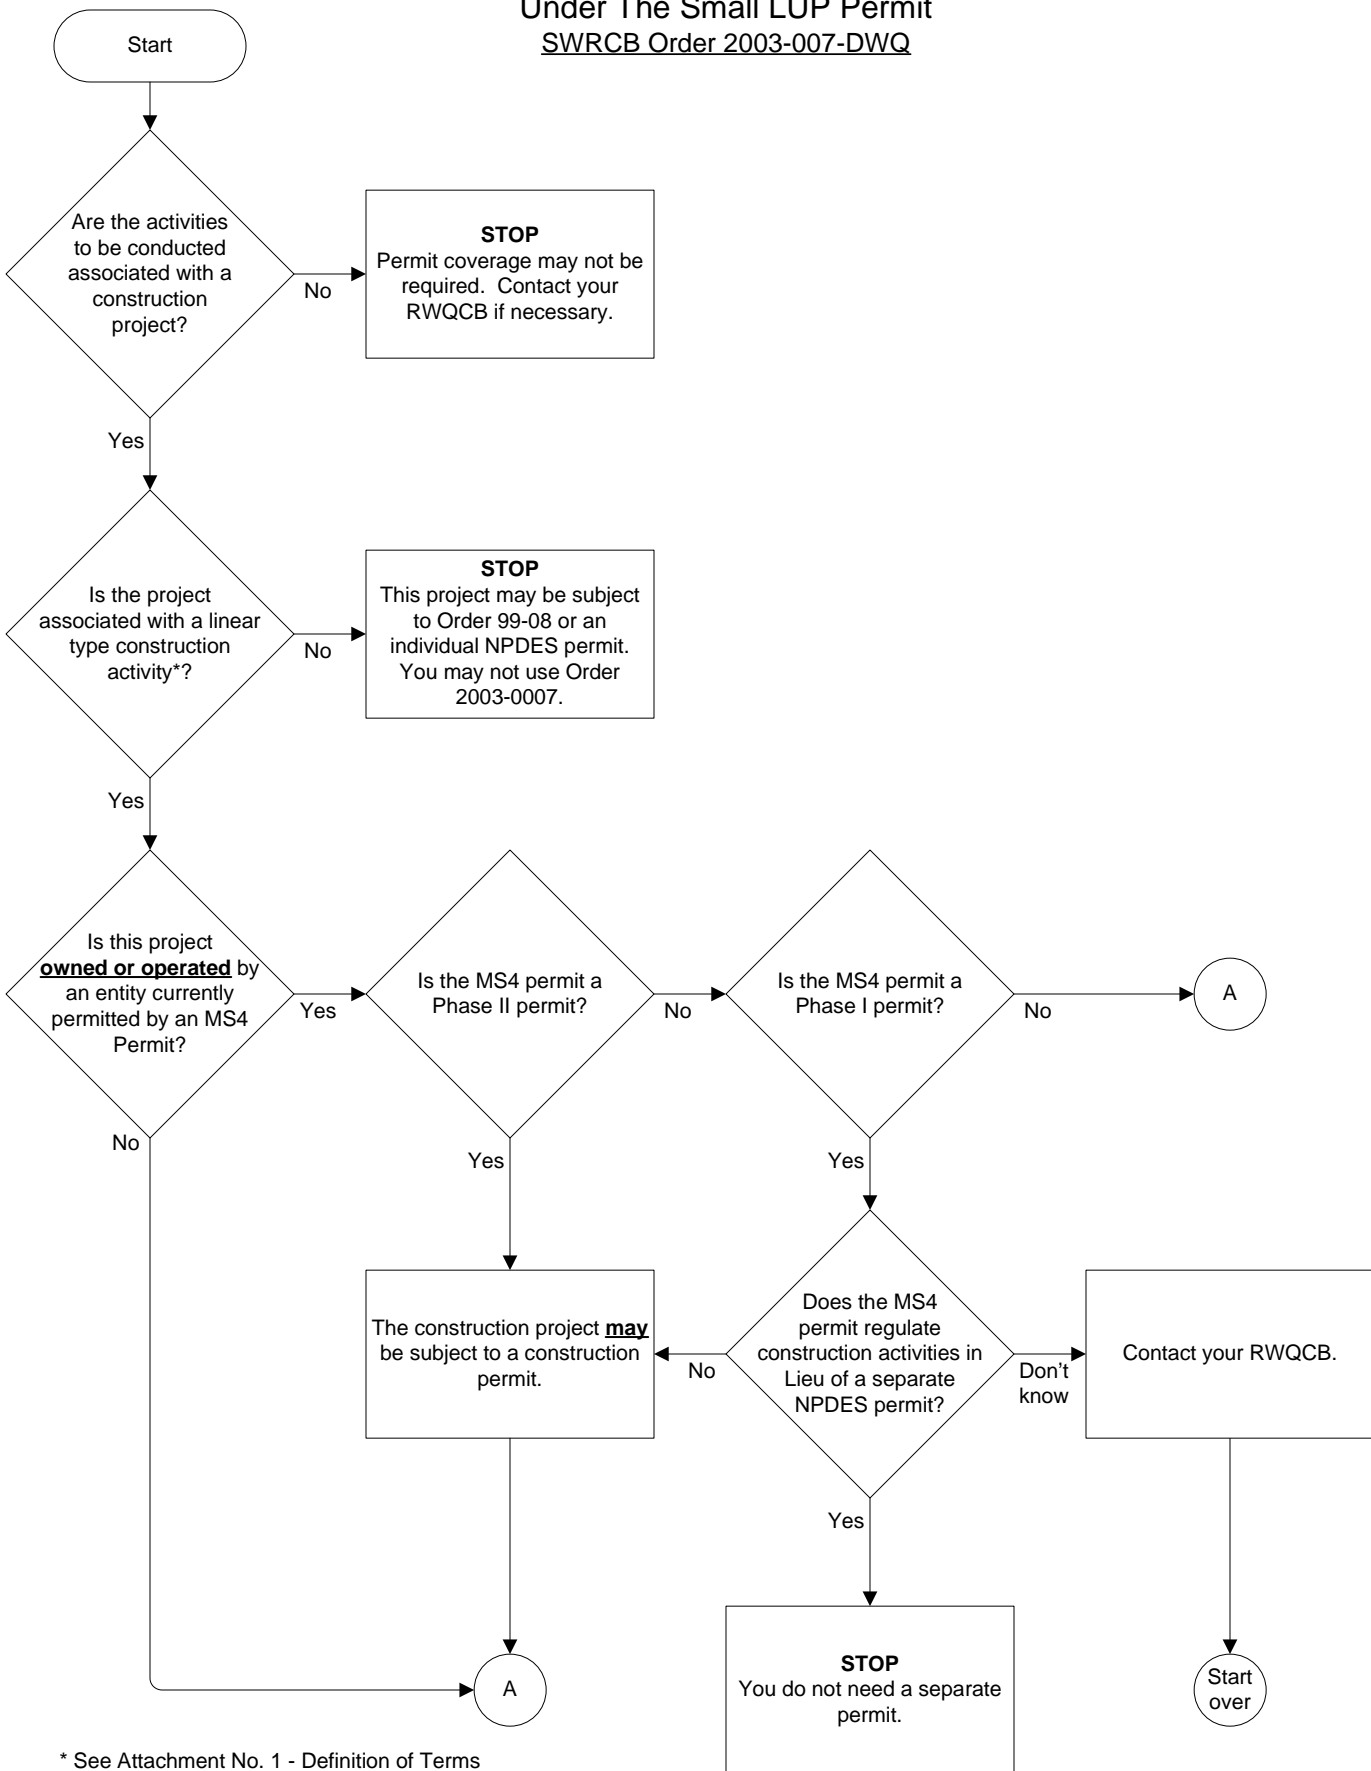 Under The Small LUP Permit
SWRCB Order 2003-007-DWQ
Start
Are the activities
to be conducted
associated with a
construction
project?
No
STOP
Permit coverage may not be
required.  Contact your
RWQCB if necessary.
Yes
Is the project
associated with a linear
type construction
activity*?
No
STOP
This project may be subject
to Order 99-08 or an
individual NPDES permit.
You may not use Order
2003-0007.
Yes
Is this project
owned or operated by
an entity currently
permitted by an MS4
Permit?
Yes
Is the MS4 permit a
Phase II permit?
No
Is the MS4 permit a
Phase I permit?
No
A
No
Yes
Yes
The construction project may
be subject to a construction
permit.
No
Does the MS4
permit regulate
construction activities in
Lieu of a separate
NPDES permit?
Don't
know
Contact your RWQCB.
Yes
A
STOP
You do not need a separate
permit.
Start
over
* See Attachment No. 1 - Definition of Terms